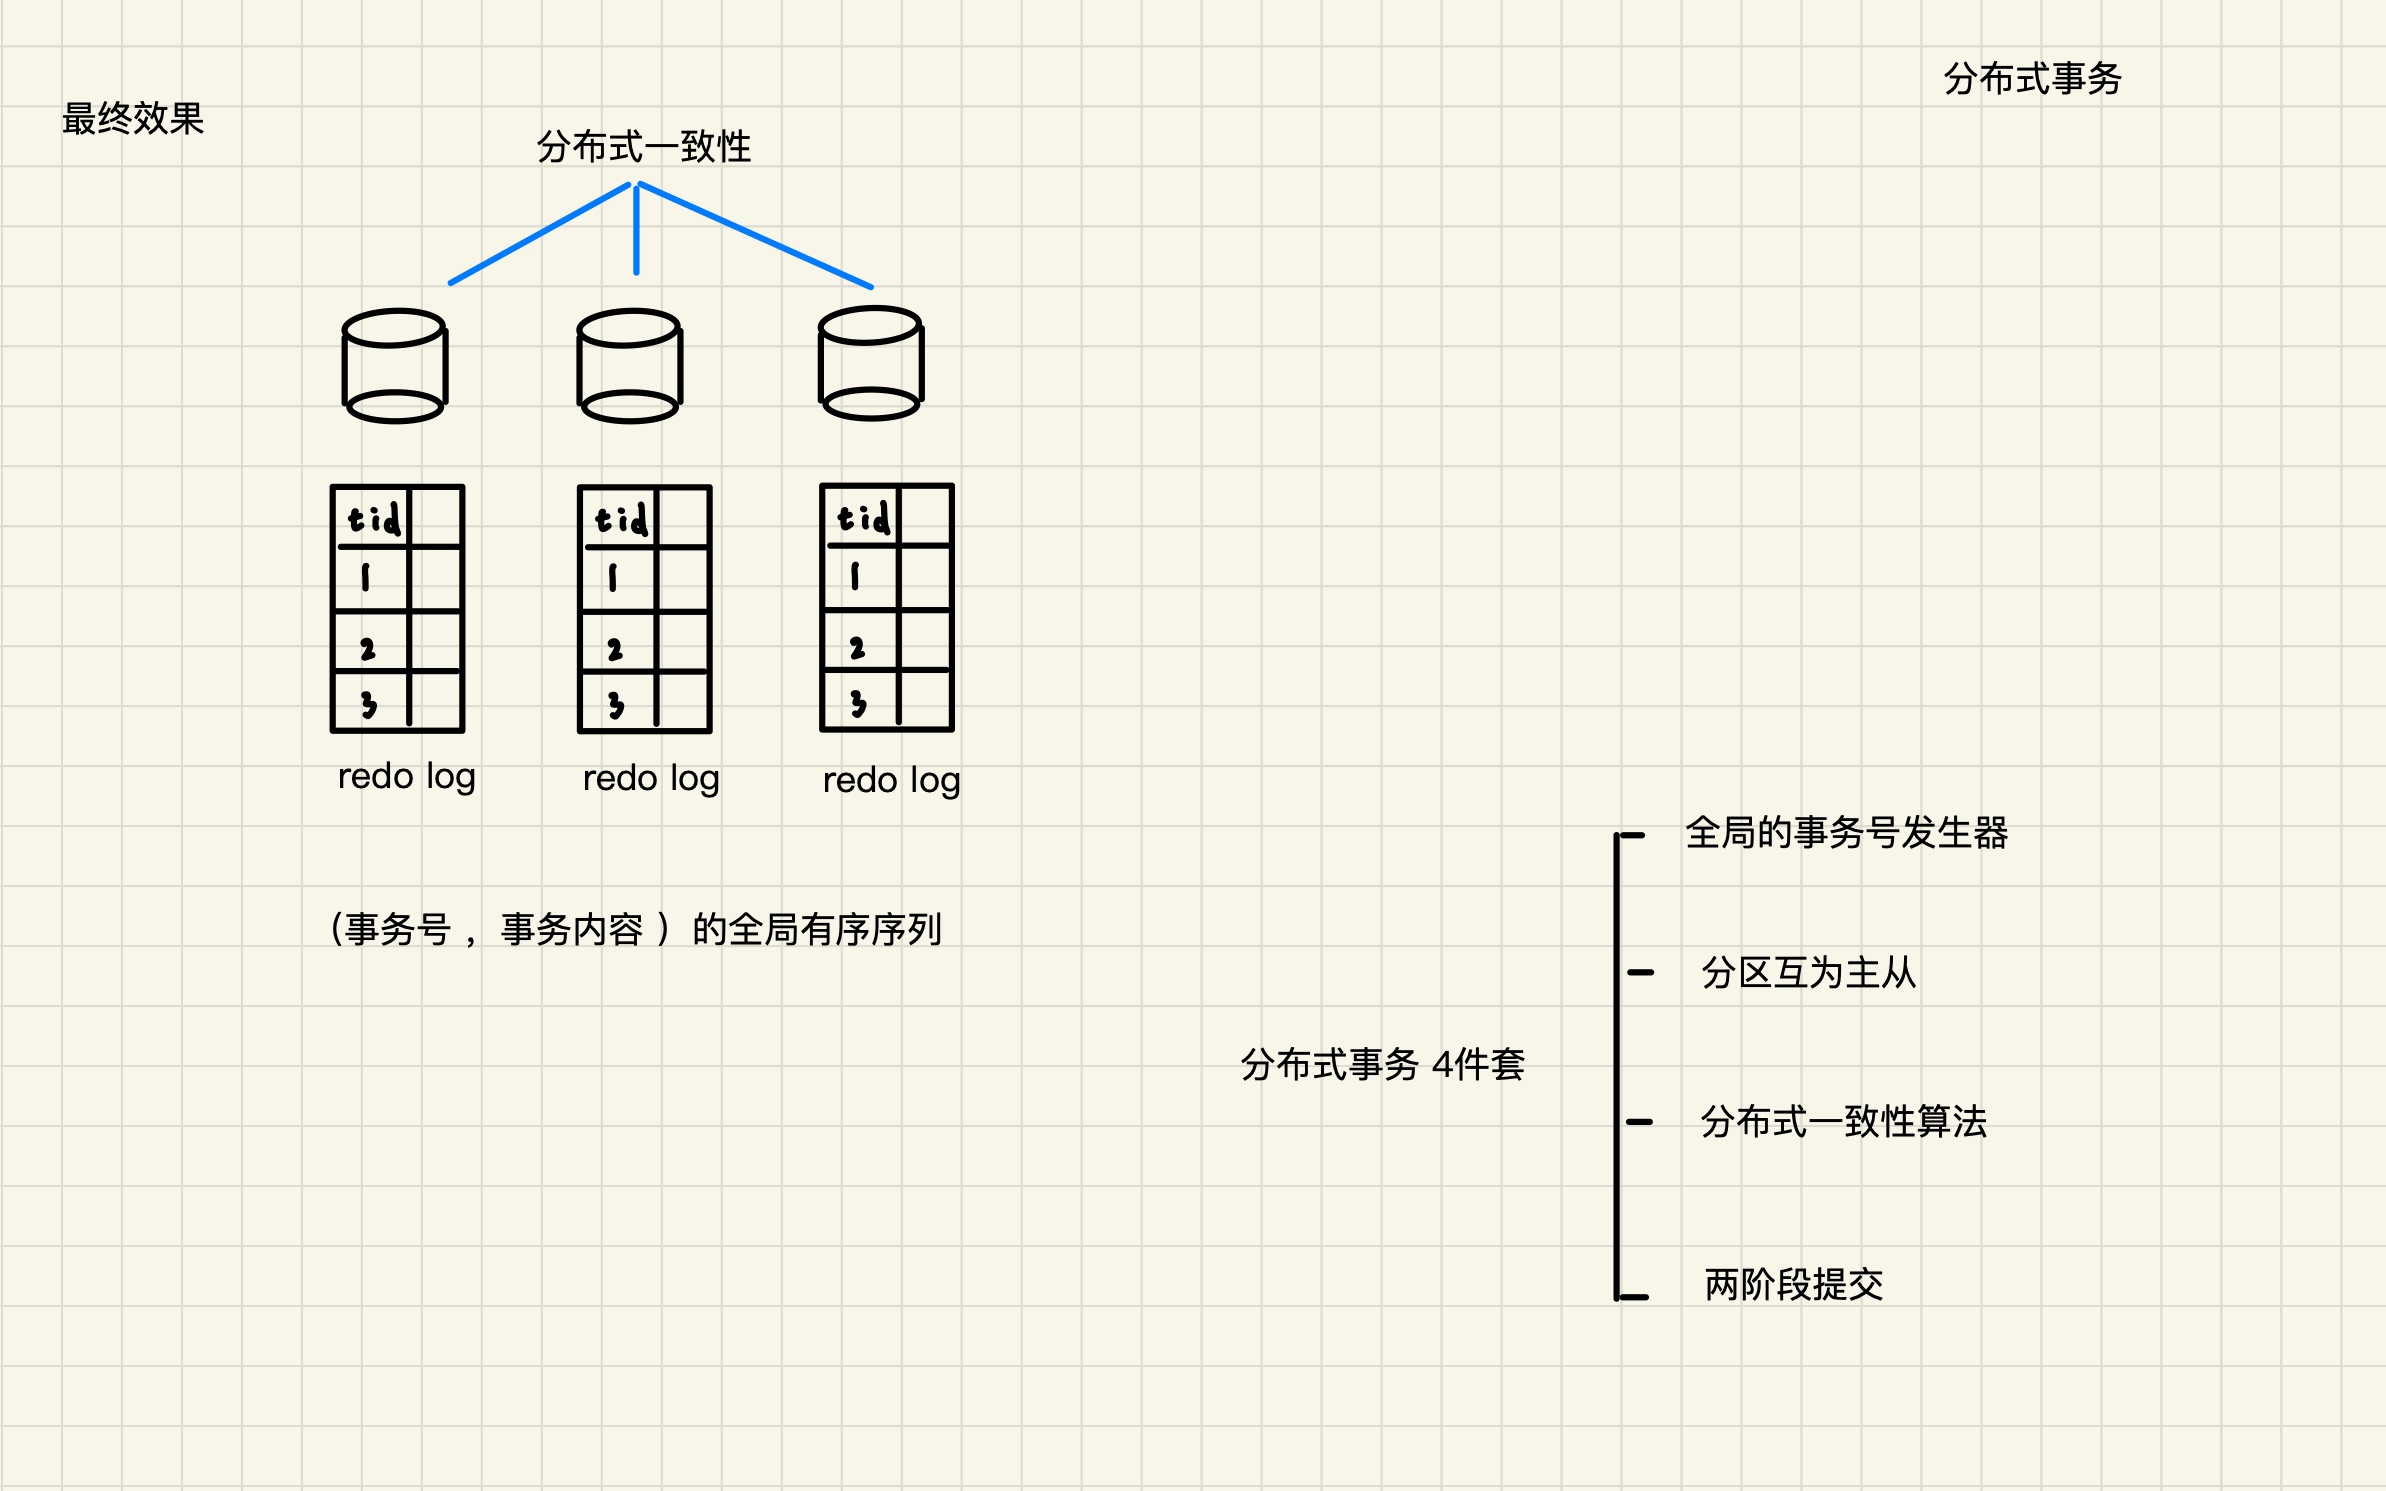 分布式事务
最终效果
分布式一致性
tid
1
2
3
redo log
tid
1
2
3
redo log
tid
1
2
3
redo log
(事务号，事务内容）的全局有序序列
分布式事务 4件套
全局的事务号发生器
分区互为主从
分布式一致性算法
两阶段提交